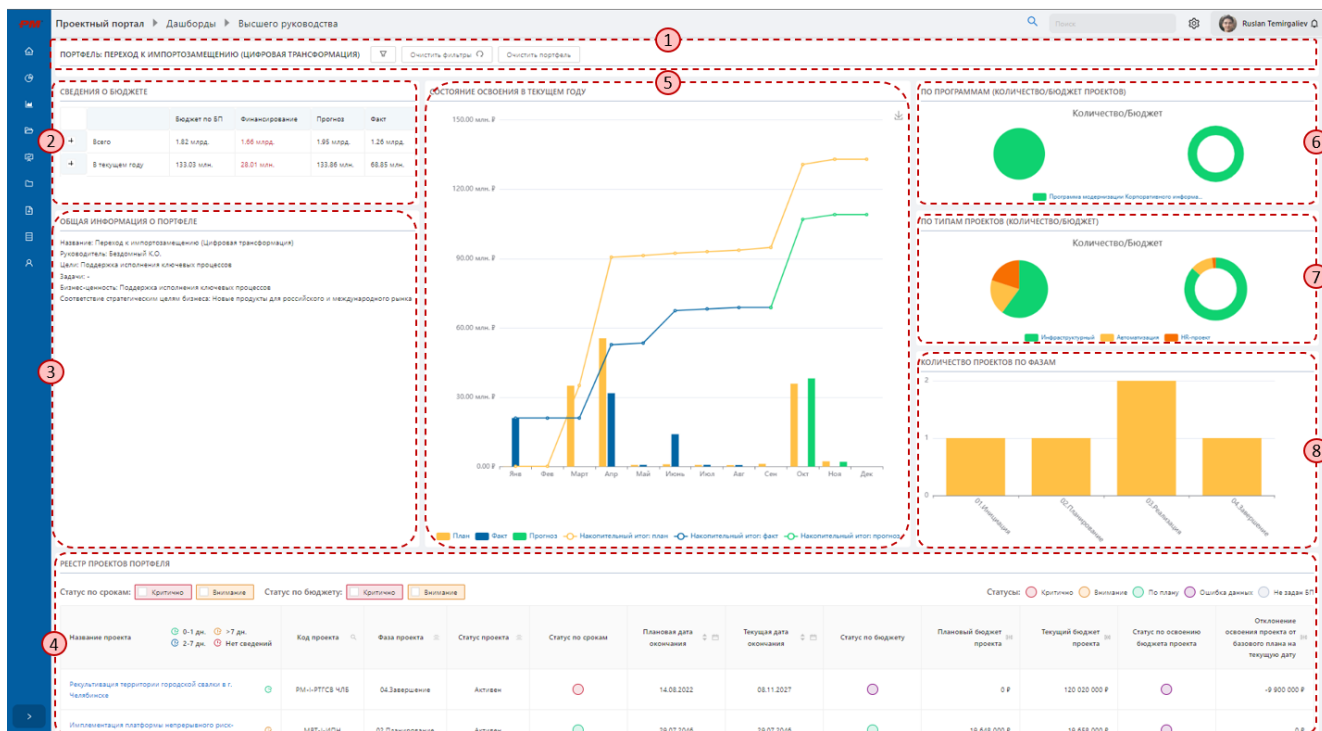 PM
Проектный портал Дашборды Высшего руководства
Поиск
Ruslan Temirgaliev
1
ПОРТФЕЛЬ: ПЕРЕХОД К ИМПОРТОЗАМЕЩЕНИЮ (ЦИФРОВАЯ ТРАНСФОРМАЦИЯ) Очистить фильтры Очистить портфель
2
СВЕДЕНИЯ О БЮДЖЕТЕ
Бюджет по БП Финансирование Прогноз Факт
+ Всего 1.82 млрд. 1.66 млрд. 1.95 млрд. 1.26 млрд.
+ В текущем году 133.03 млн. 28.01 млн. 133.86 млн. 68.85 млн.
3
ОБЩАЯ ИНФОРМАЦИЯ О ПОРТФЕЛЕ
Название: Переход к импортозамещению (Цифровая трансформация)
Руководитель: Бездомный К.О.
Цели: Поддержка исполнения ключевых процессов
Задачи: -
Бизнес-ценность: Поддержка исполнения ключевых процессов
Соответствие стратегическим целям бизнеса: Новые продукты для российского и международного рынка
5
СОСТОЯНИЕ ОСВОЕНИЯ В ТЕКУЩЕМ ГОДУ
150.00 млн. ₽
120.00 млн. ₽
90.00 млн. ₽
60.00 млн. ₽
30.00 млн. ₽
0.00 ₽
Янв Фев Март Апр Май Июнь Июл Авг Сен Окт Ноя Дек
План Факт Прогноз Накопительный итог: план Накопительный итог: факт Накопительный итог: прогноз
6
ПО ПРОГРАММАМ (КОЛИЧЕСТВО/БЮДЖЕТ ПРОЕКТОВ)
Количество/Бюджет
Программа модернизации Корпоративного информа...
7
ПО ТИПАМ ПРОЕКТОВ (КОЛИЧЕСТВО/БЮДЖЕТ)
Количество/Бюджет
Инфраструктурный Автоматизация HR-проект
8
КОЛИЧЕСТВО ПРОЕКТОВ ПО ФАЗАМ
2
1
0
01.Инициация 02.Планирование 03.Реализация 04.Завершение
4
РЕЕСТР ПРОЕКТОВ ПОРТФЕЛЯ
Статус по срокам: Критично Внимание Статус по бюджету: Критично Внимание Статусы: Критично Внимание По плану Ошибка данных Не задан БП
Название проекта 0-1 дн. >7 дн. 2-7 дн. Нет сведений Код проекта Фаза проекта Статус проекта Статус по срокам Плановая дата окончания Текущая дата окончания Статус по бюджету Плановый бюджет проекта Текущий бюджет проекта Статус по освоению бюджета проекта Отклонение освоения проекта от базового плана на текущую дату
Рекультивация территории городской свалки в г. Челябинске РМ-I-РТГСВ ЧЛБ 04.Завершение Активен 14.08.2022 08.11.2027 0 ₽ 120 020 000 ₽ -9 900 000 ₽
Имплементация платформы непрерывного риск-